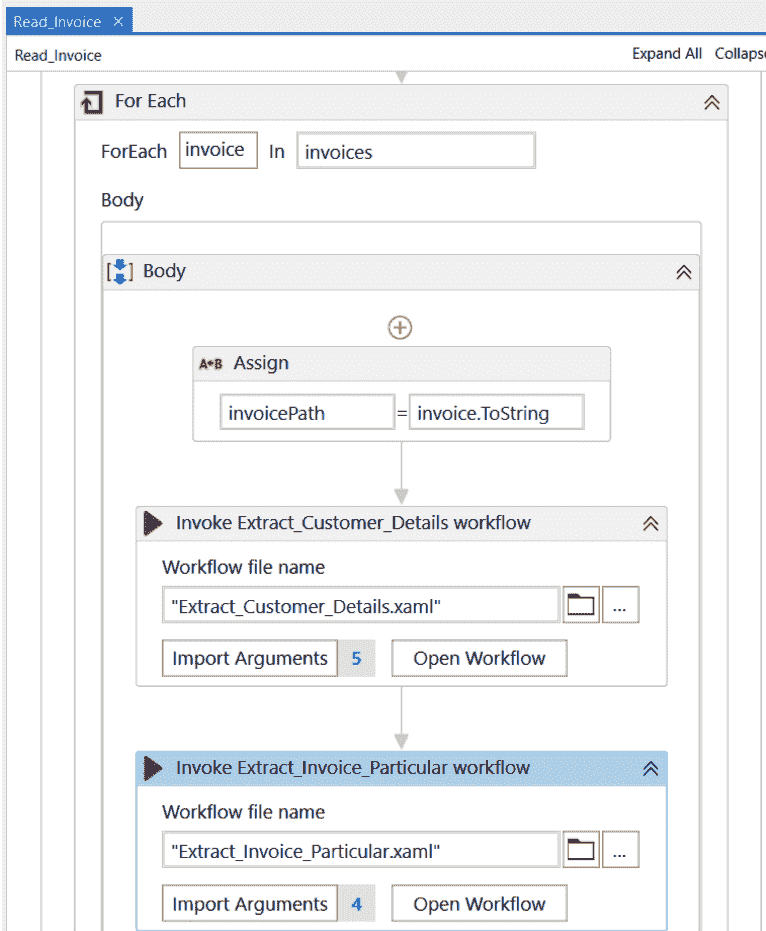 Read_Invoice ×
Read_Invoice Expand All Collapse
For Each
ForEach invoice In invoices
Body
Body
A←B Assign
invoicePath = invoice.ToString
Invoke Extract_Customer_Details workflow
Workflow file name
"Extract_Customer_Details.xaml" ...
Import Arguments 5 Open Workflow
Invoke Extract_Invoice_Particular workflow
Workflow file name
"Extract_Invoice_Particular.xaml" ...
Import Arguments 4 Open Workflow